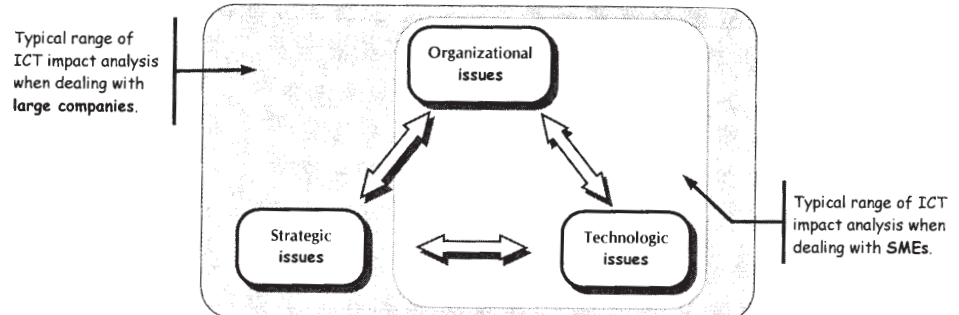 Typical range of
ICT impact analysis
when dealing with
large companies.
Organizational
issues
Strategic
issues
Technologic
issues
Typical range of ICT
impact analysis when
dealing with SMEs.